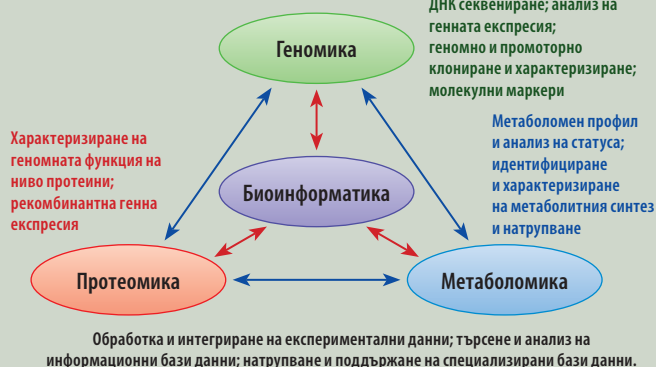 ДНК секвениране; анализ на
генната експресия;
геномно и промоторно
клониране и характеризиране;
молекулни маркери
Геномика
Метаболомен профил
и анализ на статуса;
идентифициране
и характеризиране
на метаболитния синтез
и натрупване
Характеризиране на
геномната функция на
ниво протеини;
рекомбинантна генна
експресия
Биоинформатика
Протеомика
Метаболомика
Обработка и интегриране на експериментални данни; търсене и анализ на
информационни бази данни; натрупване и поддържане на специализирани бази данни.